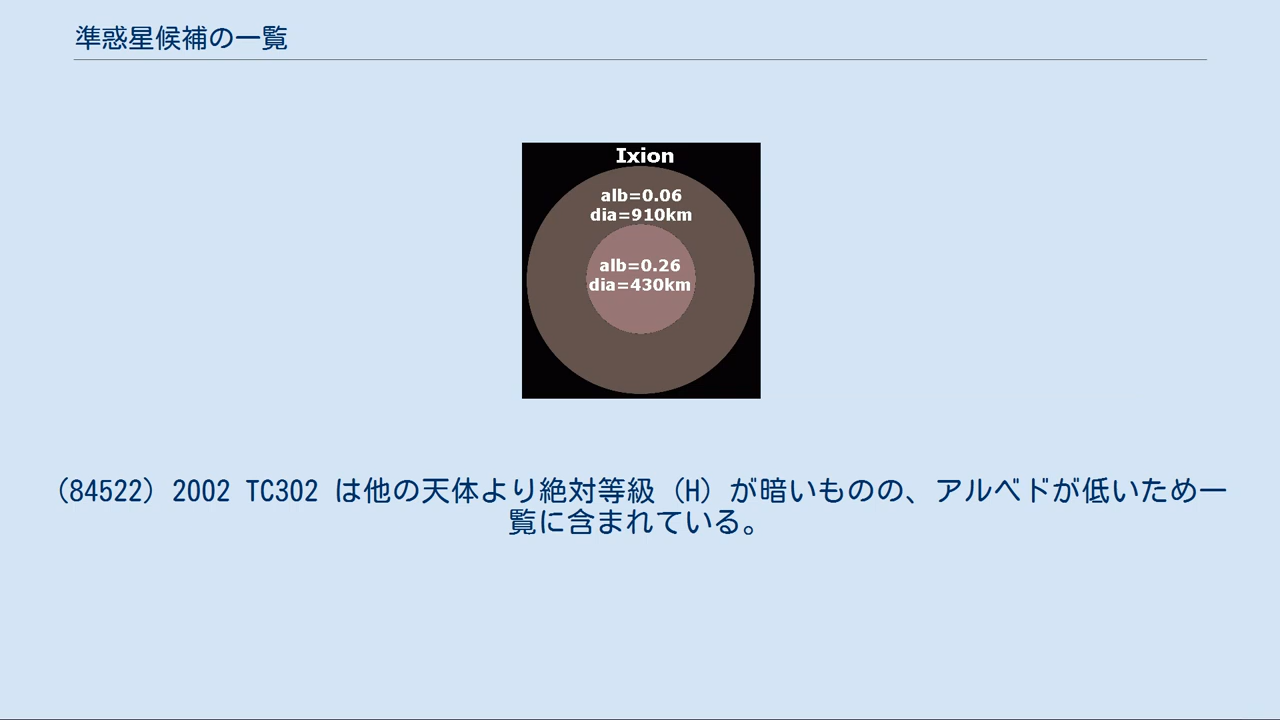 準惑星候補の一覧
Ixion
alb=0.06
dia=910km
alb=0.26
dia=430km
（84522）2002 TC302 は他の天体より絶対等級（H）が暗いものの、アルベドが低いため一
覧に含まれている。